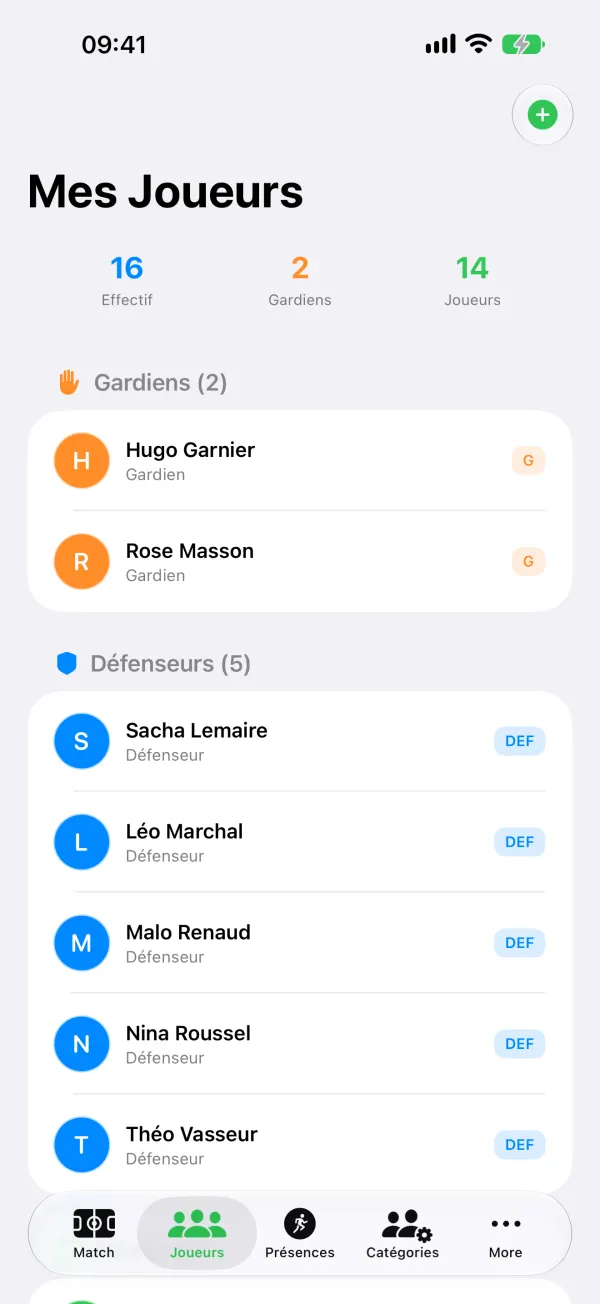 09:41
Mes Joueurs
16 2 14
Effectif Gardiens Joueurs
Gardiens (2)
H Hugo Garnier G
Gardien
R Rose Masson G
Gardien
Défenseurs (5)
S Sacha Lemaire DEF
Défenseur
L Léo Marchal DEF
Défenseur
M Malo Renaud DEF
Défenseur
N Nina Roussel DEF
Défenseur
T Théo Vasseur DEF
Défenseur
Match Joueurs Présences Catégories More